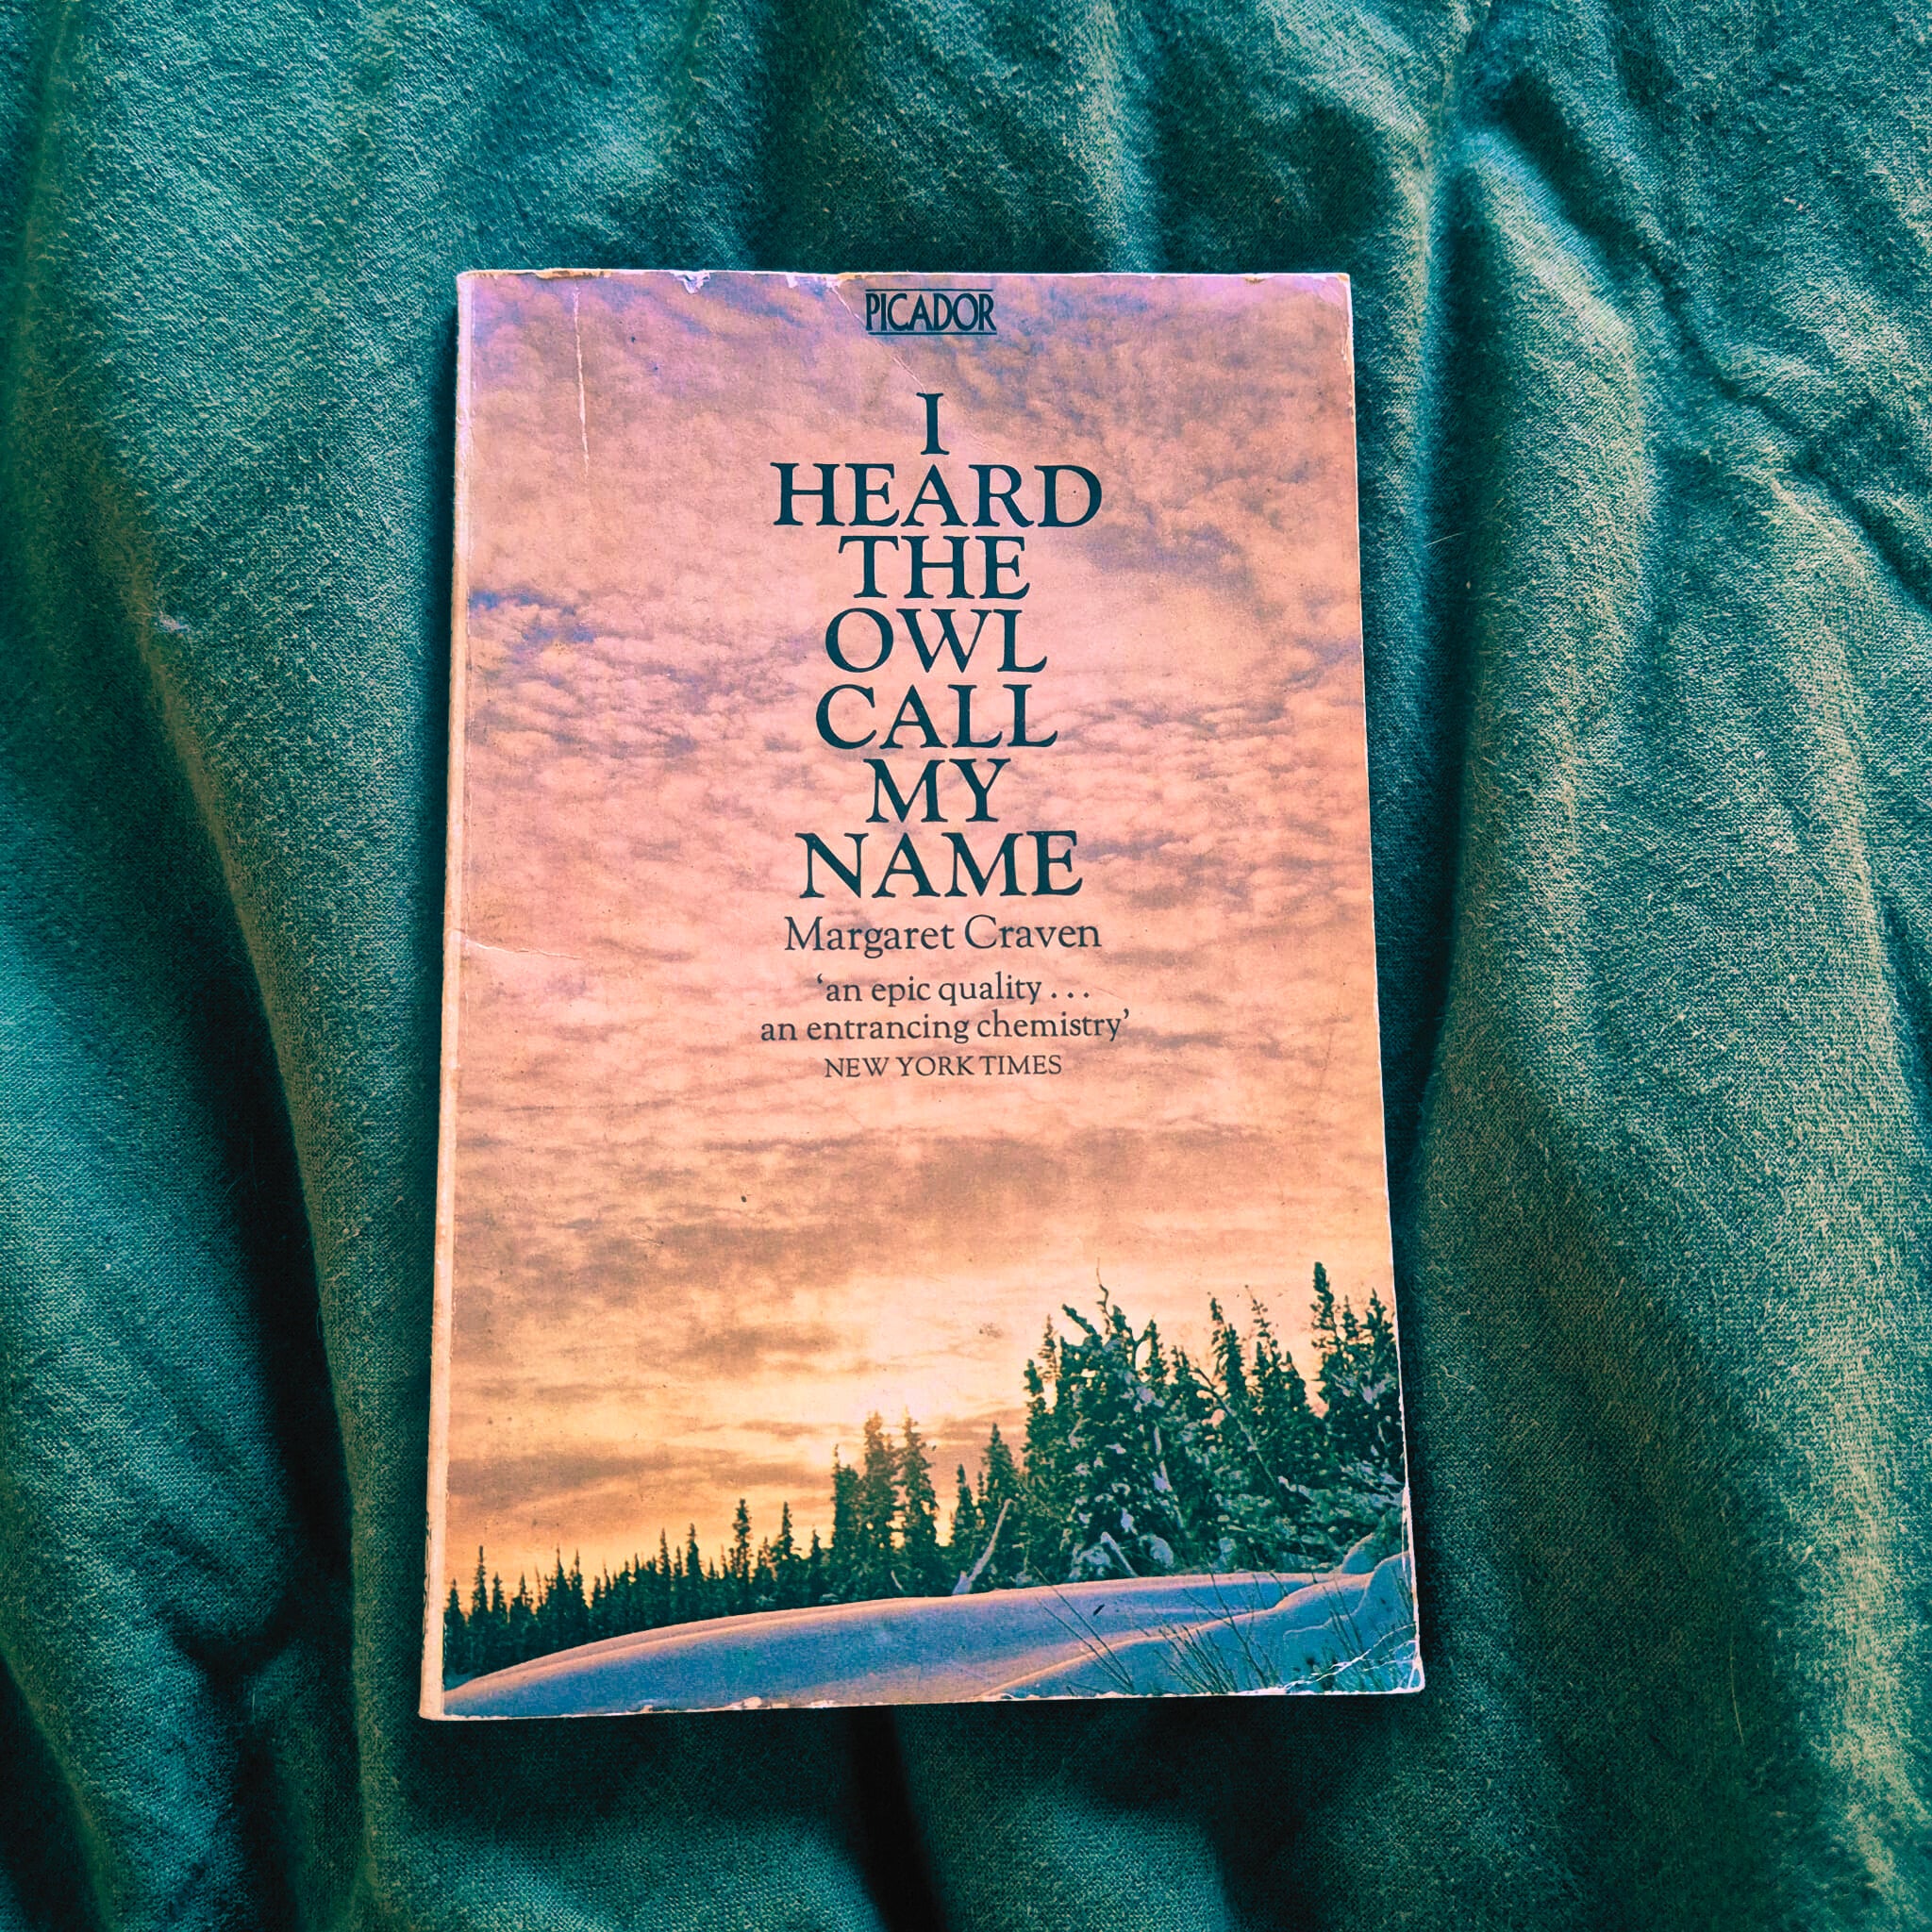 PICADOR
I
HEARD
THE
OWL
CALL
MY
NAME
Margaret Craven
‘an epic quality . . .
an entrancing chemistry’
NEW YORK TIMES